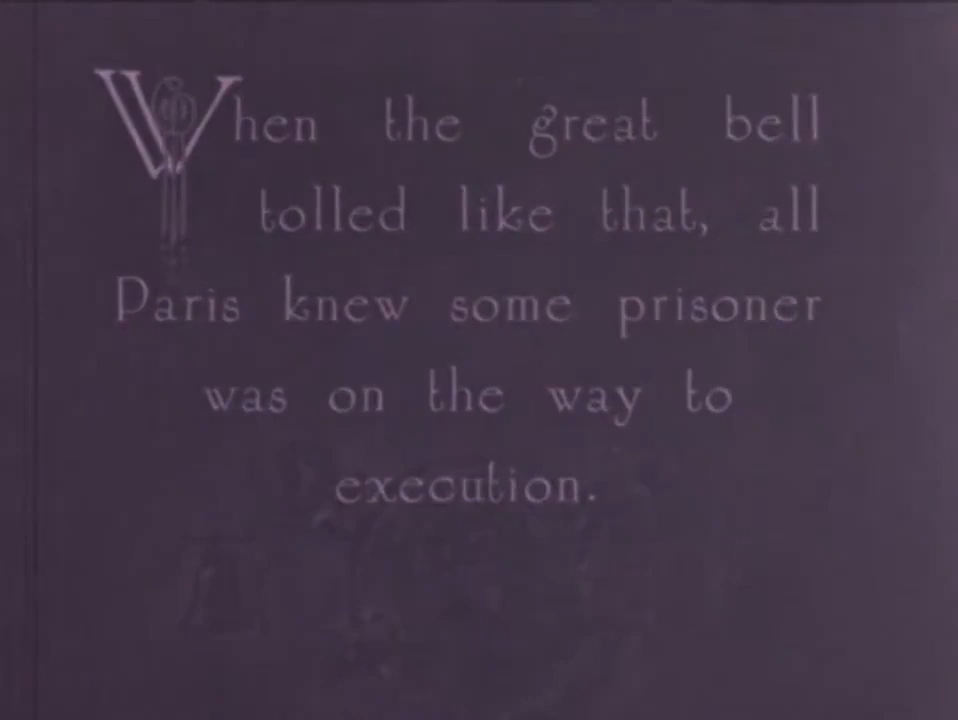 When the great bell
tolled like that, all
Paris knew some prisoner
was on the way to
execution.